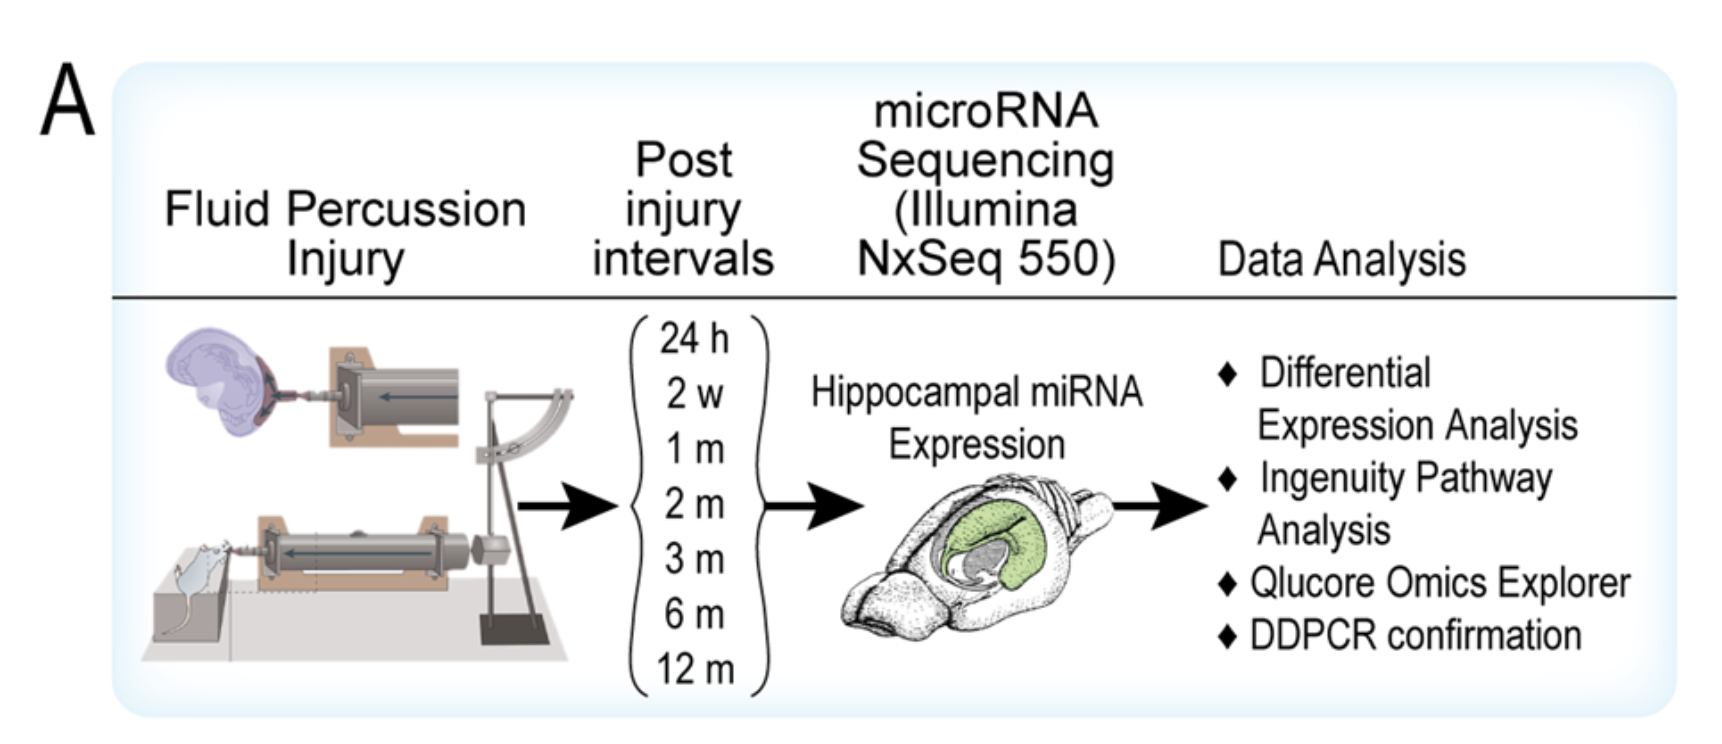 A
Fluid Percussion
Injury
Post
injury
intervals
microRNA
Sequencing
(Illumina
NxSeq 550)
Data Analysis
24 h
2 w
1 m
2 m
3 m
6 m
12 m
Hippocampal miRNA
Expression
♦ Differential
Expression Analysis
♦ Ingenuity Pathway
Analysis
♦ Qlucore Omics Explorer
♦ DDPCR confirmation